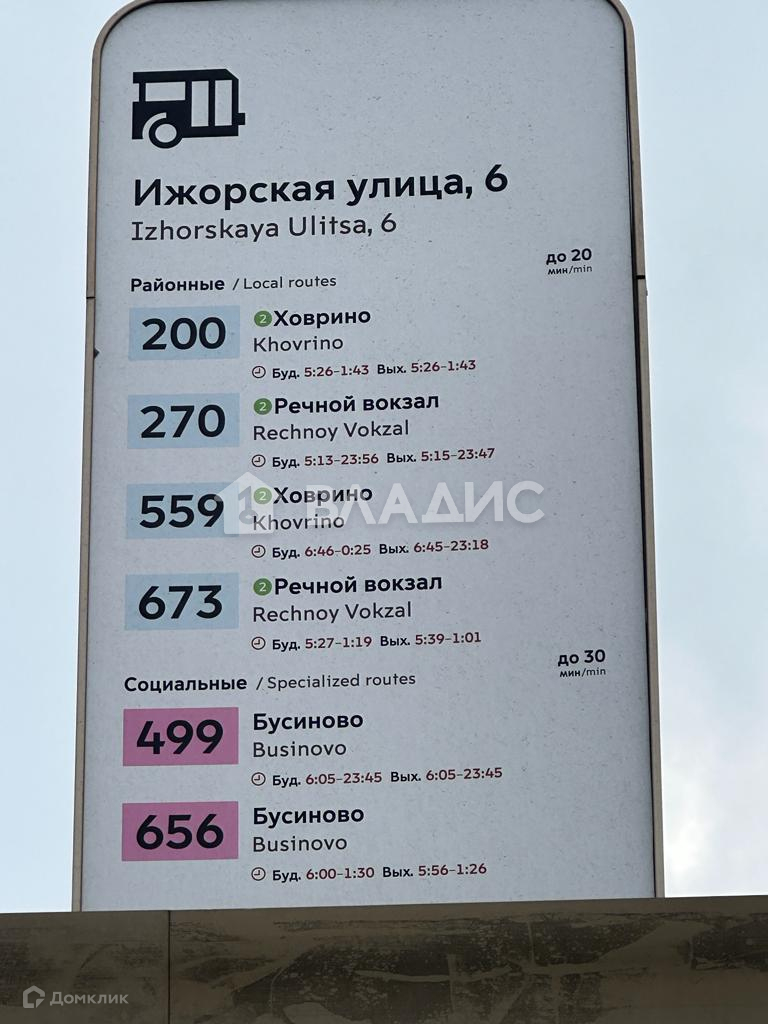 Ижорская улица, 6
Izhorskaya Ulitsa, 6
до 20
мин/min
Районные / Local routes
200 2 Ховрино
Khovrino
Буд. 5:26-1:43 Вых. 5:26-1:43
270 2 Речной вокзал
Rechnoy Vokzal
Буд. 5:13-23:56 Вых. 5:15-23:47
559 2 Ховрино
Khovrino
ВЛАДИС
Буд. 6:46-0:25 Вых. 6:45-23:18
673 2 Речной вокзал
Rechnoy Vokzal
Буд. 5:27-1:19 Вых. 5:39-1:01
до 30
мин/min
Социальные / Specialized routes
499 Бусиново
Businovo
Буд. 6:05-23:45 Вых. 6:05-23:45
656 Бусиново
Businovo
Буд. 6:00-1:30 Вых. 5:56-1:26
Домклик